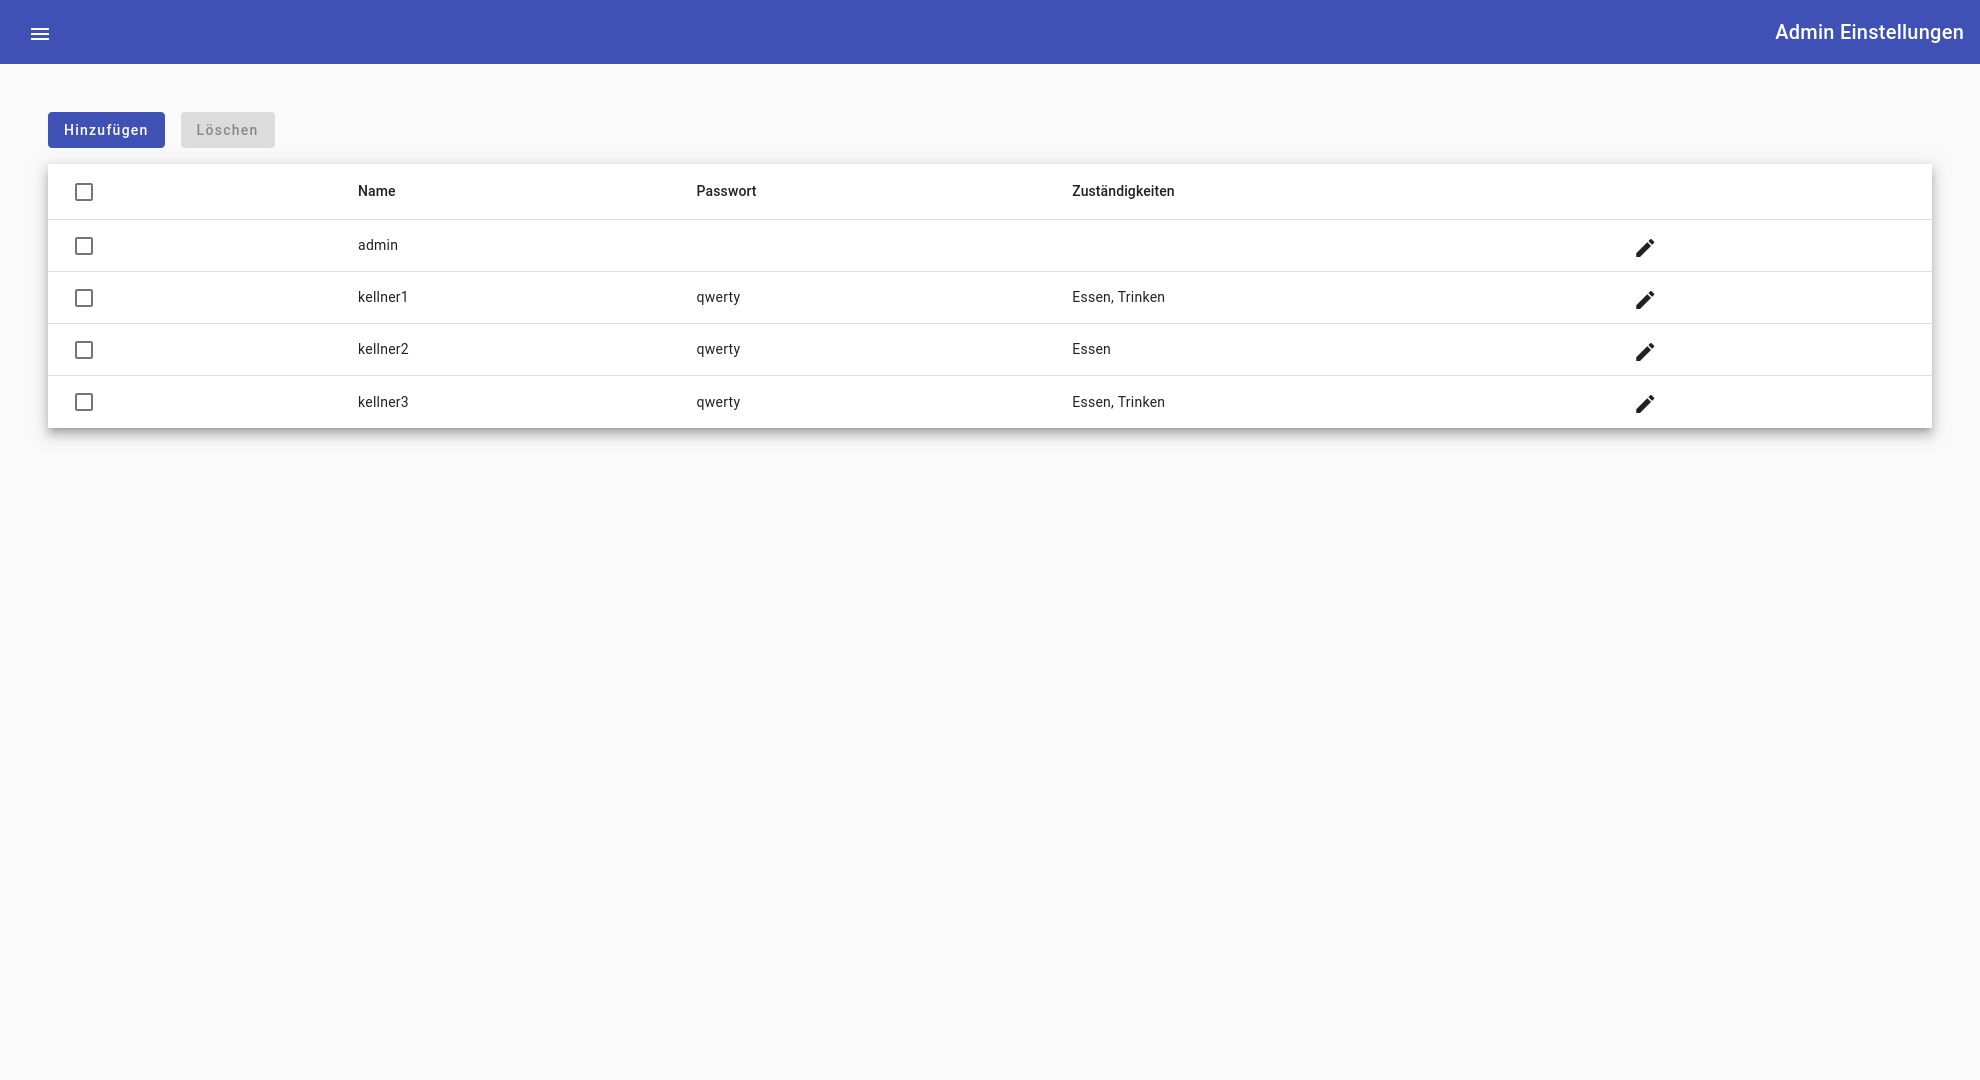 Admin Einstellungen
Hinzufügen Löschen
Name Passwort Zuständigkeiten
admin
kellner1 qwerty Essen, Trinken
kellner2 qwerty Essen
kellner3 qwerty Essen, Trinken